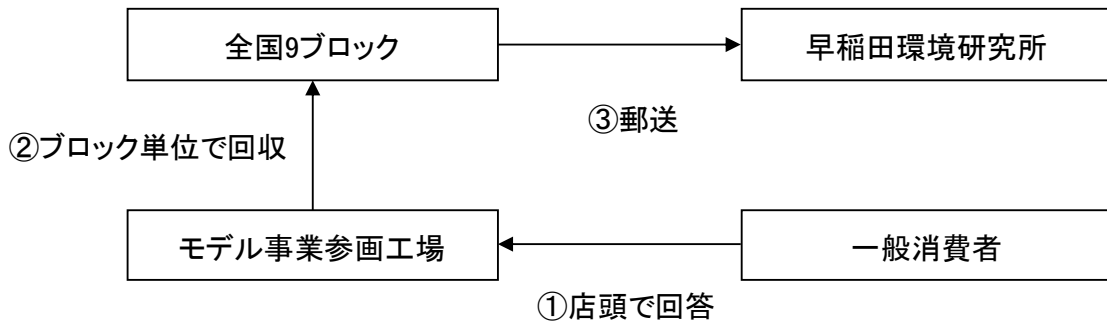 全国9ブロック
早稲田環境研究所
③郵送
②ブロック単位で回収
モデル事業参画工場
一般消費者
①店頭で回答